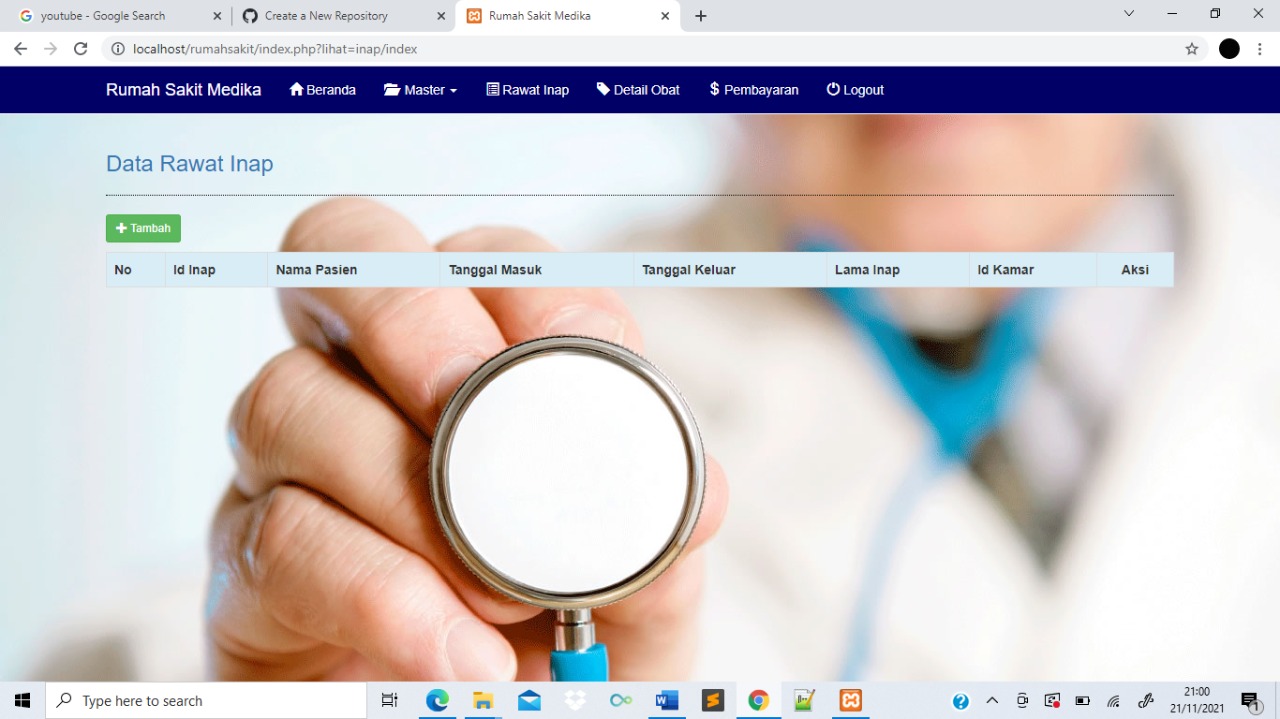 youtube - Google Search
Create a New Repository
Rumah Sakit Medika
localhost/rumahsakit/index.php?lihat=inap/index
Rumah Sakit Medika Beranda Master Rawat Inap Detail Obat $ Pembayaran Logout
Data Rawat Inap
+ Tambah
No Id Inap Nama Pasien Tanggal Masuk Tanggal Keluar Lama Inap Id Kamar Aksi
Type here to search
21:00
21/11/2021
1